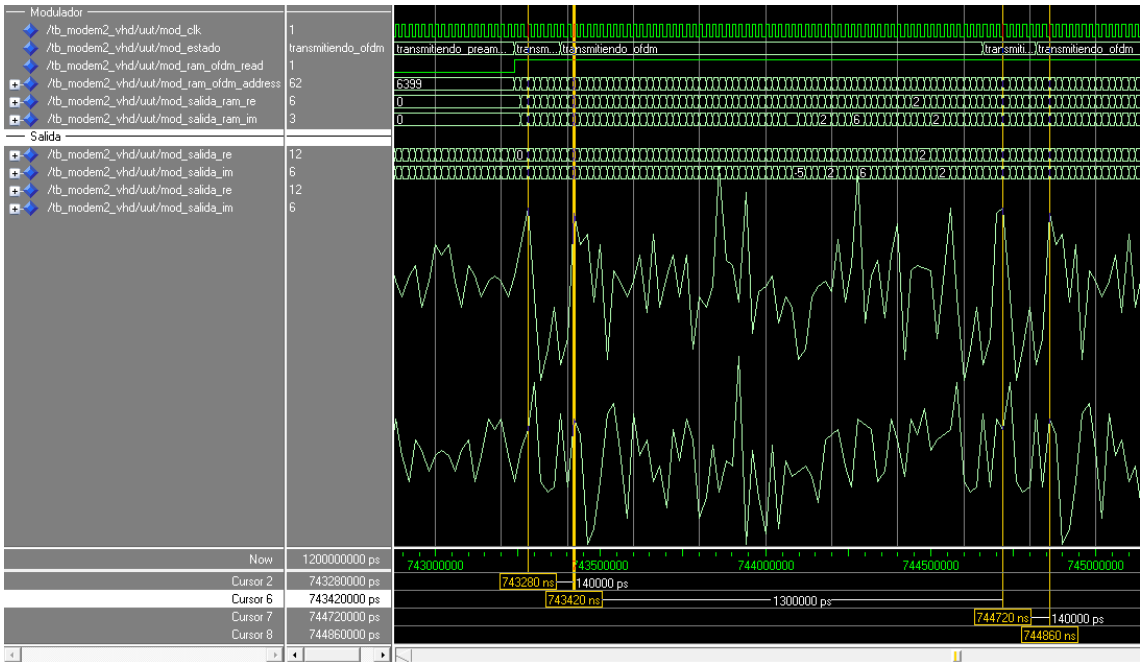 Modulador
/tb_modem2_vhd/uut/mod_clk 1
/tb_modem2_vhd/uut/mod_estado transmitiendo_ofdm transmitiendo_pream... transm... transmitiendo_ofdm transmiti... transmitiendo_ofdm
/tb_modem2_vhd/uut/mod_ram_ofdm_read 1
/tb_modem2_vhd/uut/mod_ram_ofdm_address 62 6399
/tb_modem2_vhd/uut/mod_salida_ram_re 6 0 2
/tb_modem2_vhd/uut/mod_salida_ram_im 3 0 2 6 2
Salida
/tb_modem2_vhd/uut/mod_salida_re 12 0 2
/tb_modem2_vhd/uut/mod_salida_im 6 -5 2 6 2
/tb_modem2_vhd/uut/mod_salida_re 12
/tb_modem2_vhd/uut/mod_salida_im 6
Now 1200000000 ps 743000000 743500000 744000000 744500000 745000000
Cursor 2 743280000 ps 743280 ns 140000 ps
Cursor 6 743420000 ps 743420 ns 1300000 ps
Cursor 7 744720000 ps 744720 ns 140000 ps
Cursor 8 744860000 ps 744860 ns